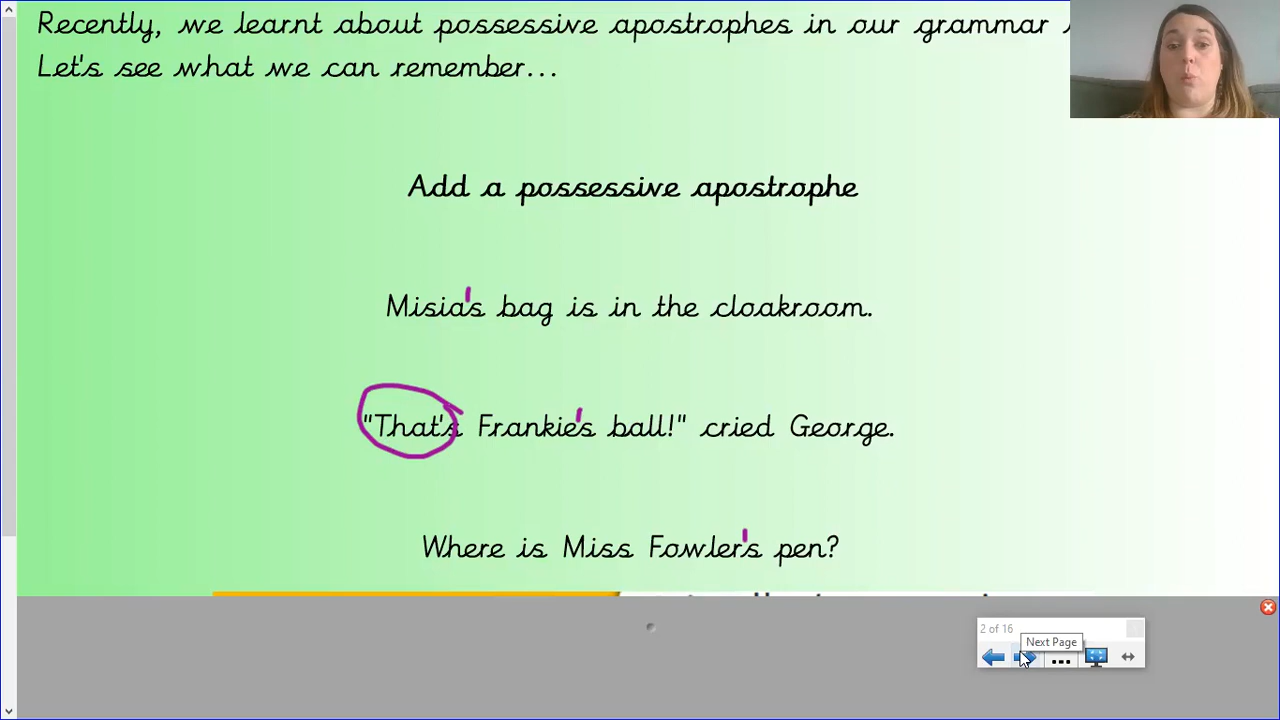 Recently, we learnt about possessive apostrophes in our grammar
Let's see what we can remember...
Add a possessive apostrophe
Misia's bag is in the cloakroom.
"That's Frankie's ball!" cried George.
Where is Miss Fowler's pen?
2 of 16
Next Page